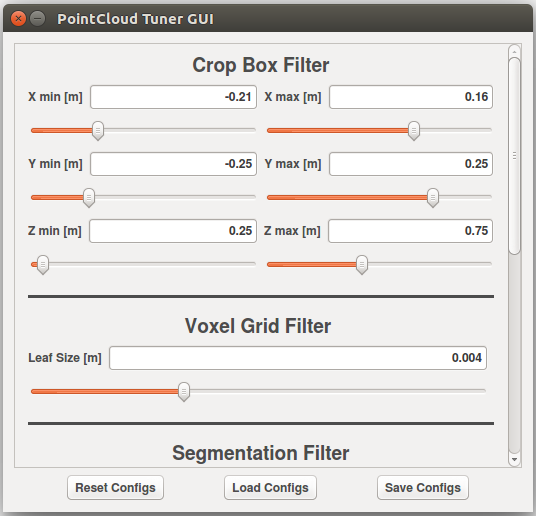 PointCloud Tuner GUI
Crop Box Filter
X min [m] -0.21 X max [m] 0.16
Y min [m] -0.25 Y max [m] 0.25
Z min [m] 0.25 Z max [m] 0.75
Voxel Grid Filter
Leaf Size [m] 0.004
Segmentation Filter
Reset Configs Load Configs Save Configs